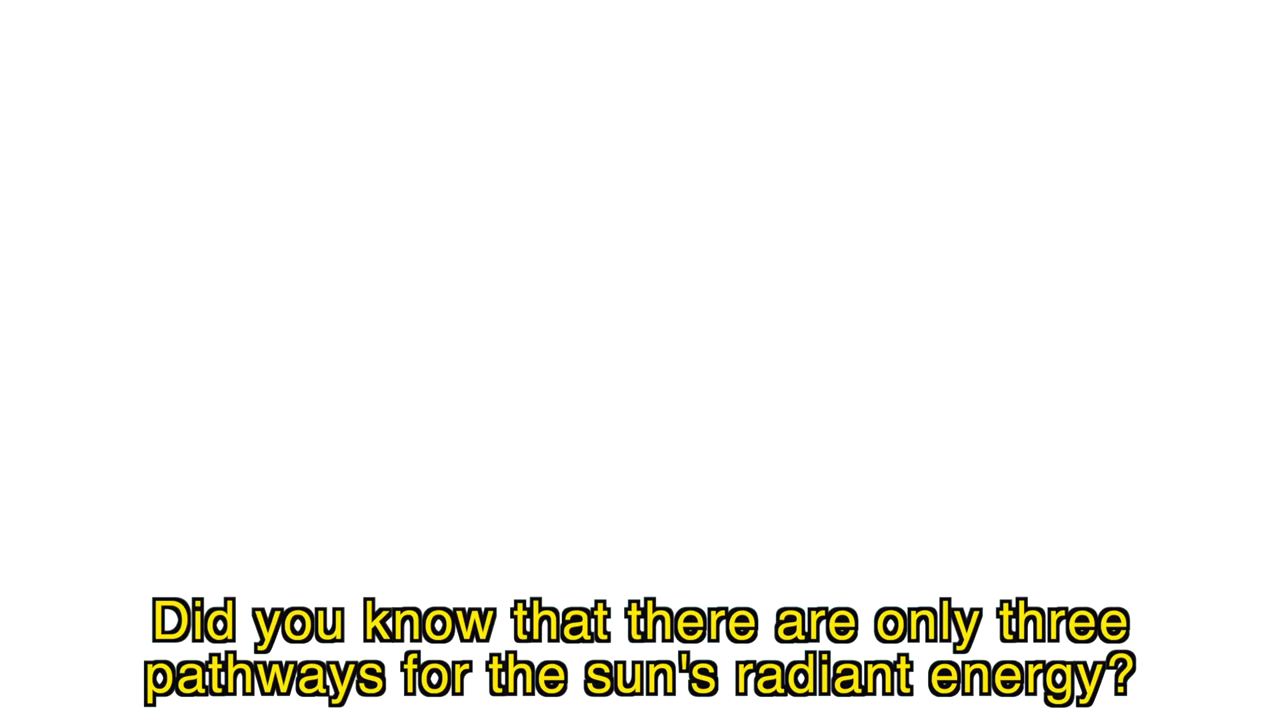 Did you know that there are only three
pathways for the sun's radiant energy?